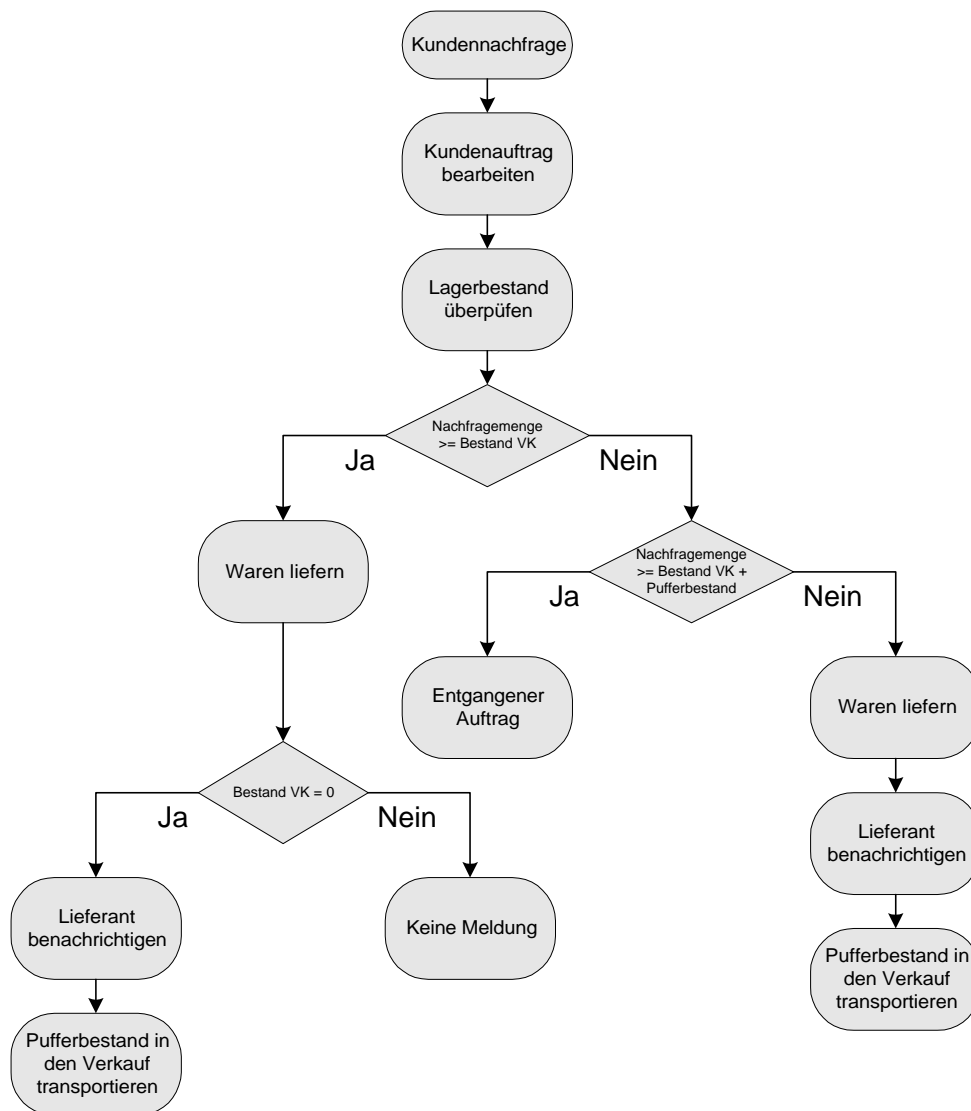 Kundennachfrage
Kundenauftrag
bearbeiten
Lagerbestand
überpüfen
Nachfragemenge
>= Bestand VK
Ja
Nein
Waren liefern
Nachfragemenge
>= Bestand VK +
Pufferbestand
Ja
Nein
Entgangener
Auftrag
Waren liefern
Bestand VK = 0
Ja
Nein
Lieferant
benachrichtigen
Lieferant
benachrichtigen
Keine Meldung
Pufferbestand in
den Verkauf
transportieren
Pufferbestand in
den Verkauf
transportieren